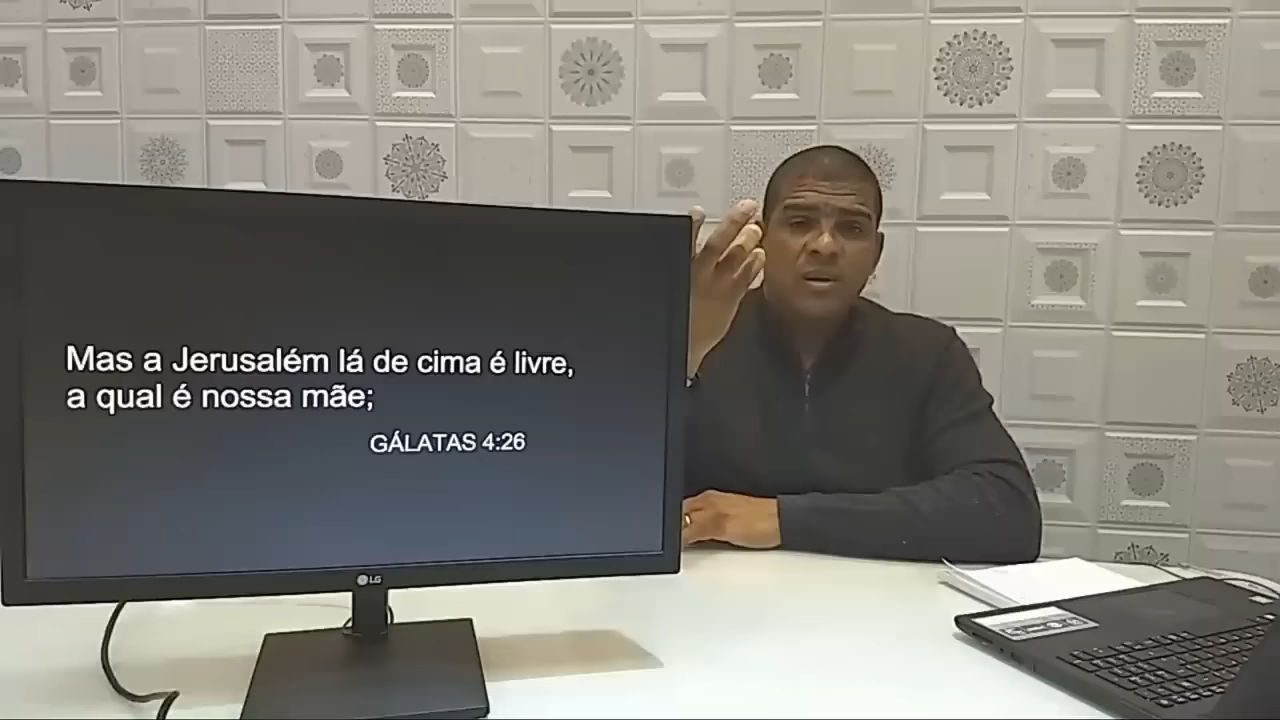 Mas a Jerusalém lá de cima é livre,
a qual é nossa mãe;
GÁLATAS 4:26
LG